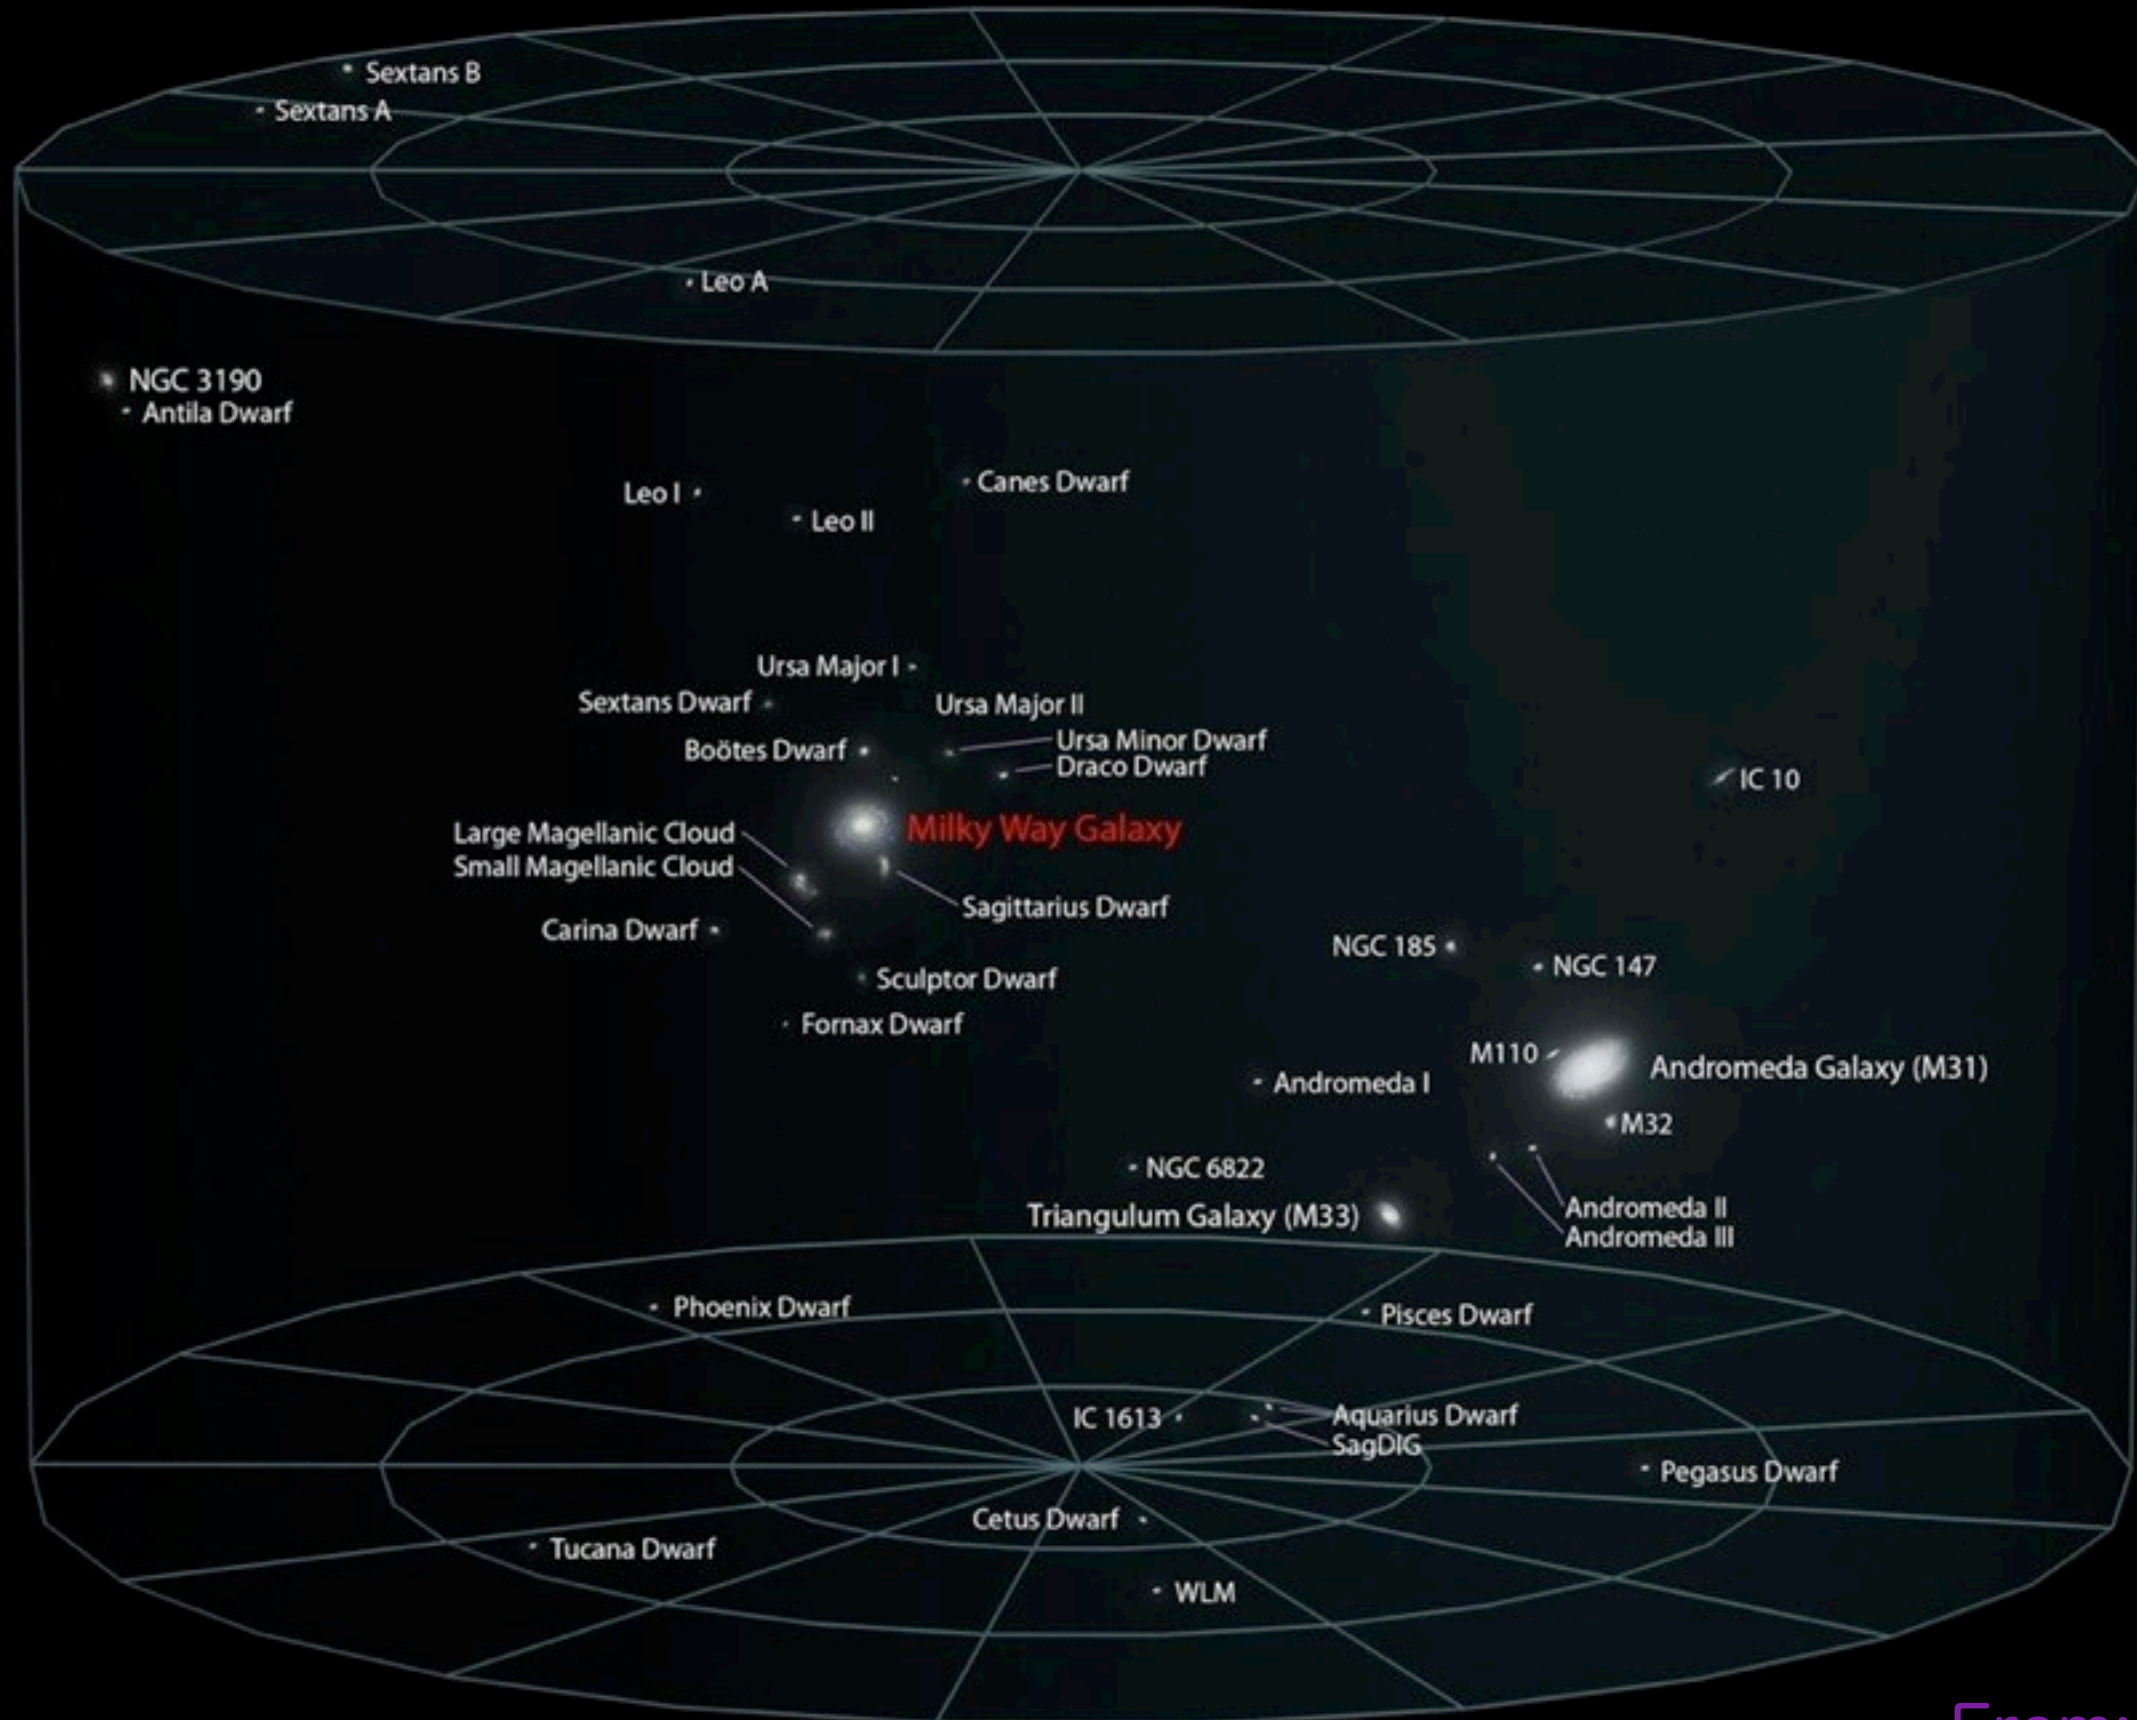 Sextans B
Sextans A
Leo A
NGC 3190
Antila Dwarf
Canes Dwarf
Leo I
Leo II
Ursa Major I
Sextans Dwarf
Ursa Major II
Ursa Minor Dwarf
Boötes Dwarf
Draco Dwarf
IC 10
Milky Way Galaxy
Large Magellanic Cloud
Small Magellanic Cloud
Sagittarius Dwarf
Carina Dwarf
NGC 185
NGC 147
Sculptor Dwarf
Fornax Dwarf
M110
Andromeda Galaxy (M31)
Andromeda I
M32
NGC 6822
Andromeda II
Triangulum Galaxy (M33)
Andromeda III
Phoenix Dwarf
Pisces Dwarf
IC 1613
Aquarius Dwarf
SagDIG
Pegasus Dwarf
Cetus Dwarf
Tucana Dwarf
WLM